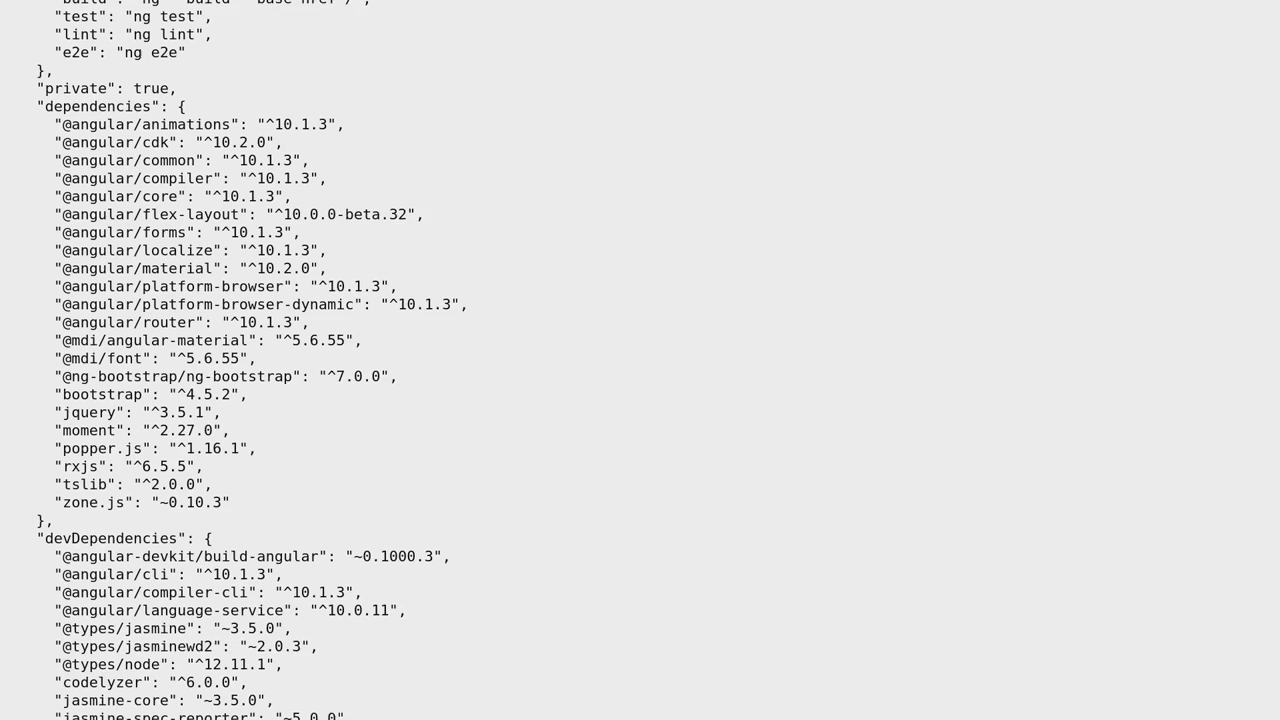 "test": "ng test",
"lint": "ng lint",
"e2e": "ng e2e"
},
"private": true,
"dependencies": {
"@angular/animations": "^10.1.3",
"@angular/cdk": "^10.2.0",
"@angular/common": "^10.1.3",
"@angular/compiler": "^10.1.3",
"@angular/core": "^10.1.3",
"@angular/flex-layout": "^10.0.0-beta.32",
"@angular/forms": "^10.1.3",
"@angular/localize": "^10.1.3",
"@angular/material": "^10.2.0",
"@angular/platform-browser": "^10.1.3",
"@angular/platform-browser-dynamic": "^10.1.3",
"@angular/router": "^10.1.3",
"@mdi/angular-material": "^5.6.55",
"@mdi/font": "^5.6.55",
"@ng-bootstrap/ng-bootstrap": "^7.0.0",
"bootstrap": "^4.5.2",
"jquery": "^3.5.1",
"moment": "^2.27.0",
"popper.js": "^1.16.1",
"rxjs": "^6.5.5",
"tslib": "^2.0.0",
"zone.js": "~0.10.3"
},
"devDependencies": {
"@angular-devkit/build-angular": "~0.1000.3",
"@angular/cli": "^10.1.3",
"@angular/compiler-cli": "^10.1.3",
"@angular/language-service": "^10.0.11",
"@types/jasmine": "~3.5.0",
"@types/jasminewd2": "~2.0.3",
"@types/node": "^12.11.1",
"codelyzer": "^6.0.0",
"jasmine-core": "~3.5.0",
"jasmine-spec-reporter": "~5.0.0"